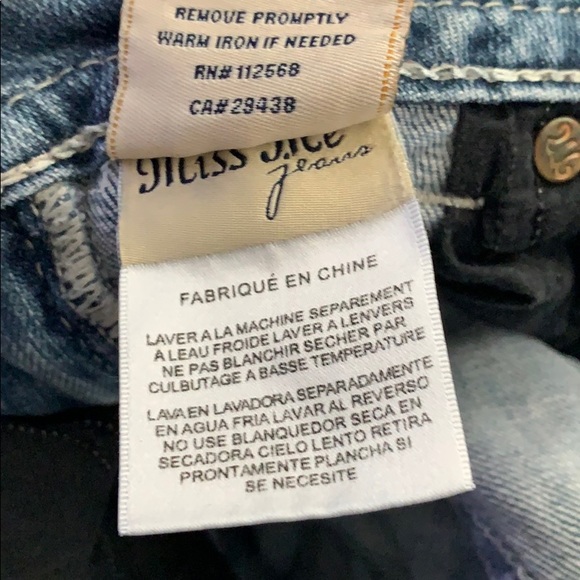 REMOVE PROMPTLY
WARM IRON IF NEEDED
RN# 112568
CA# 29438
Miss Me
jeans
FABRIQUÉ EN CHINE
LAVER A LA MACHINE SEPAREMENT
A LEAU FROIDE LAVER A LENVERS
NE PAS BLANCHIR SECHER PAR
CULBUTAGE A BASSE TEMPERATURE
LAVA EN LAVADORA SEPARADAMENTE
EN AGUA FRIA LAVAR AL REVERSO
NO USE BLANQUEDOR SECA EN
SECADORA CIELO LENTO RETIRA
PRONTAMENTE PLANCHA SI
SE NECESITE